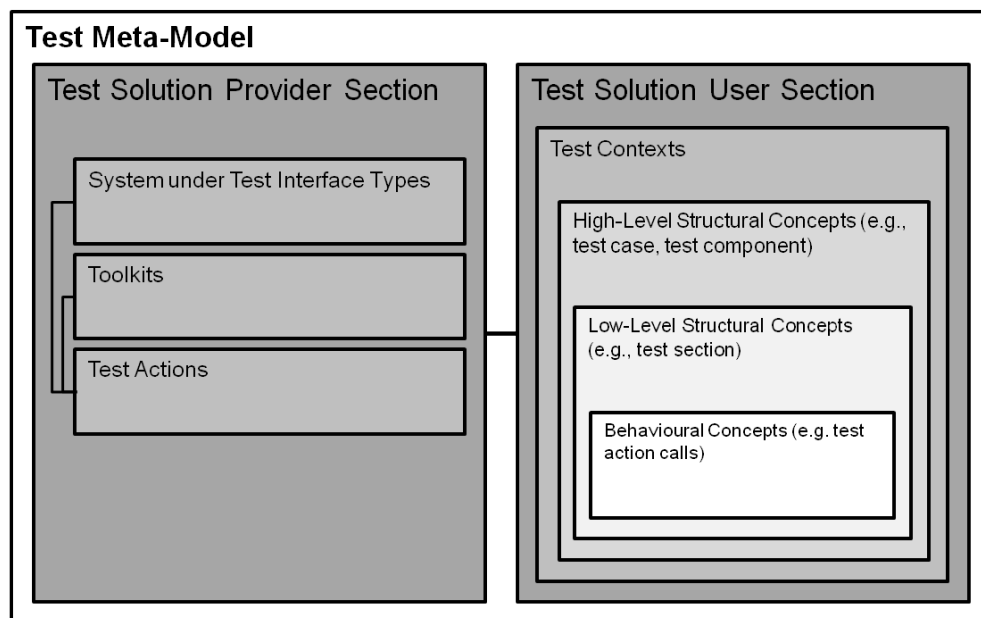 Test Meta-Model
Test Solution Provider Section
System under Test Interface Types
Toolkits
Test Actions
Test Solution User Section
Test Contexts
High-Level Structural Concepts (e.g.,
test case, test component)
Low-Level Structural Concepts
(e.g., test section)
Behavioural Concepts (e.g. test
action calls)